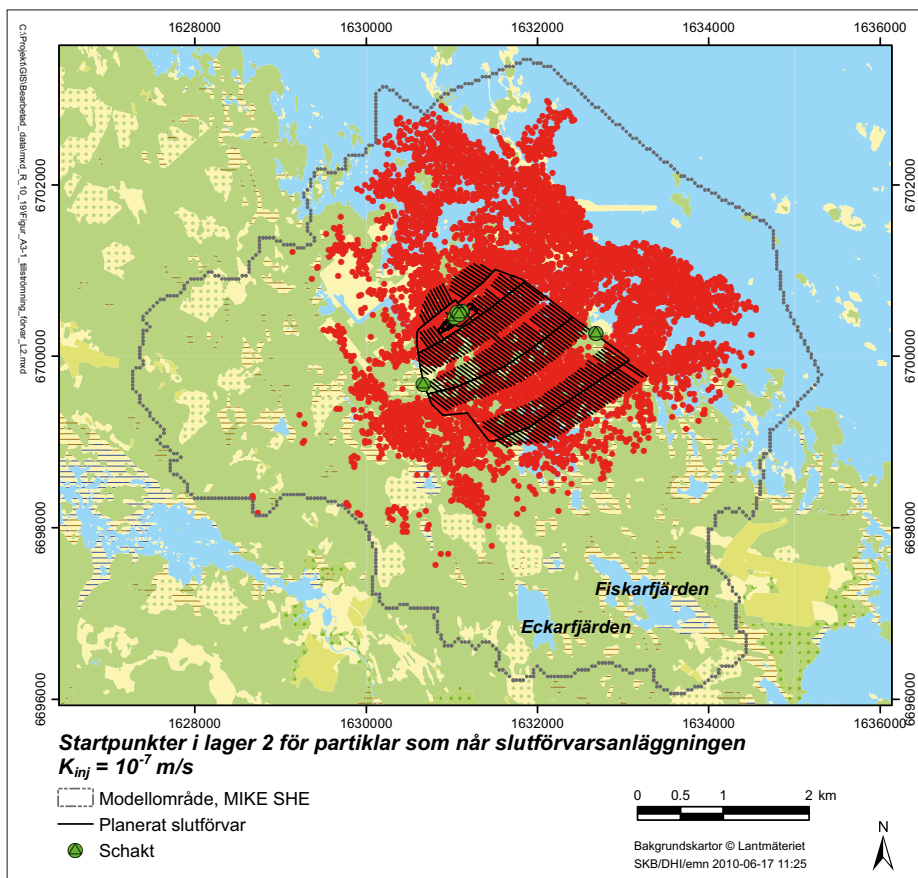 1628000 1630000 1632000 1634000 1636000
C:\Projekt\GIS\Bearbetad_data\mxd_R_10_19\Figur_A3-1_tillströmning_förvar_L2.mxd
6702000 6702000
6700000 6700000
6698000 6698000
6696000 6696000
Fiskarfjärden
Eckarfjärden
1628000 1630000 1632000 1634000 1636000
Startpunkter i lager 2 för partiklar som når slutförvarsanläggningen
K_inj = 10^-7 m/s
Modellområde, MIKE SHE
Planerat slutförvar
Schakt
0 0.5 1 2 km
Bakgrundskartor © Lantmäteriet
SKB/DHI/emn 2010-06-17 11:25
N